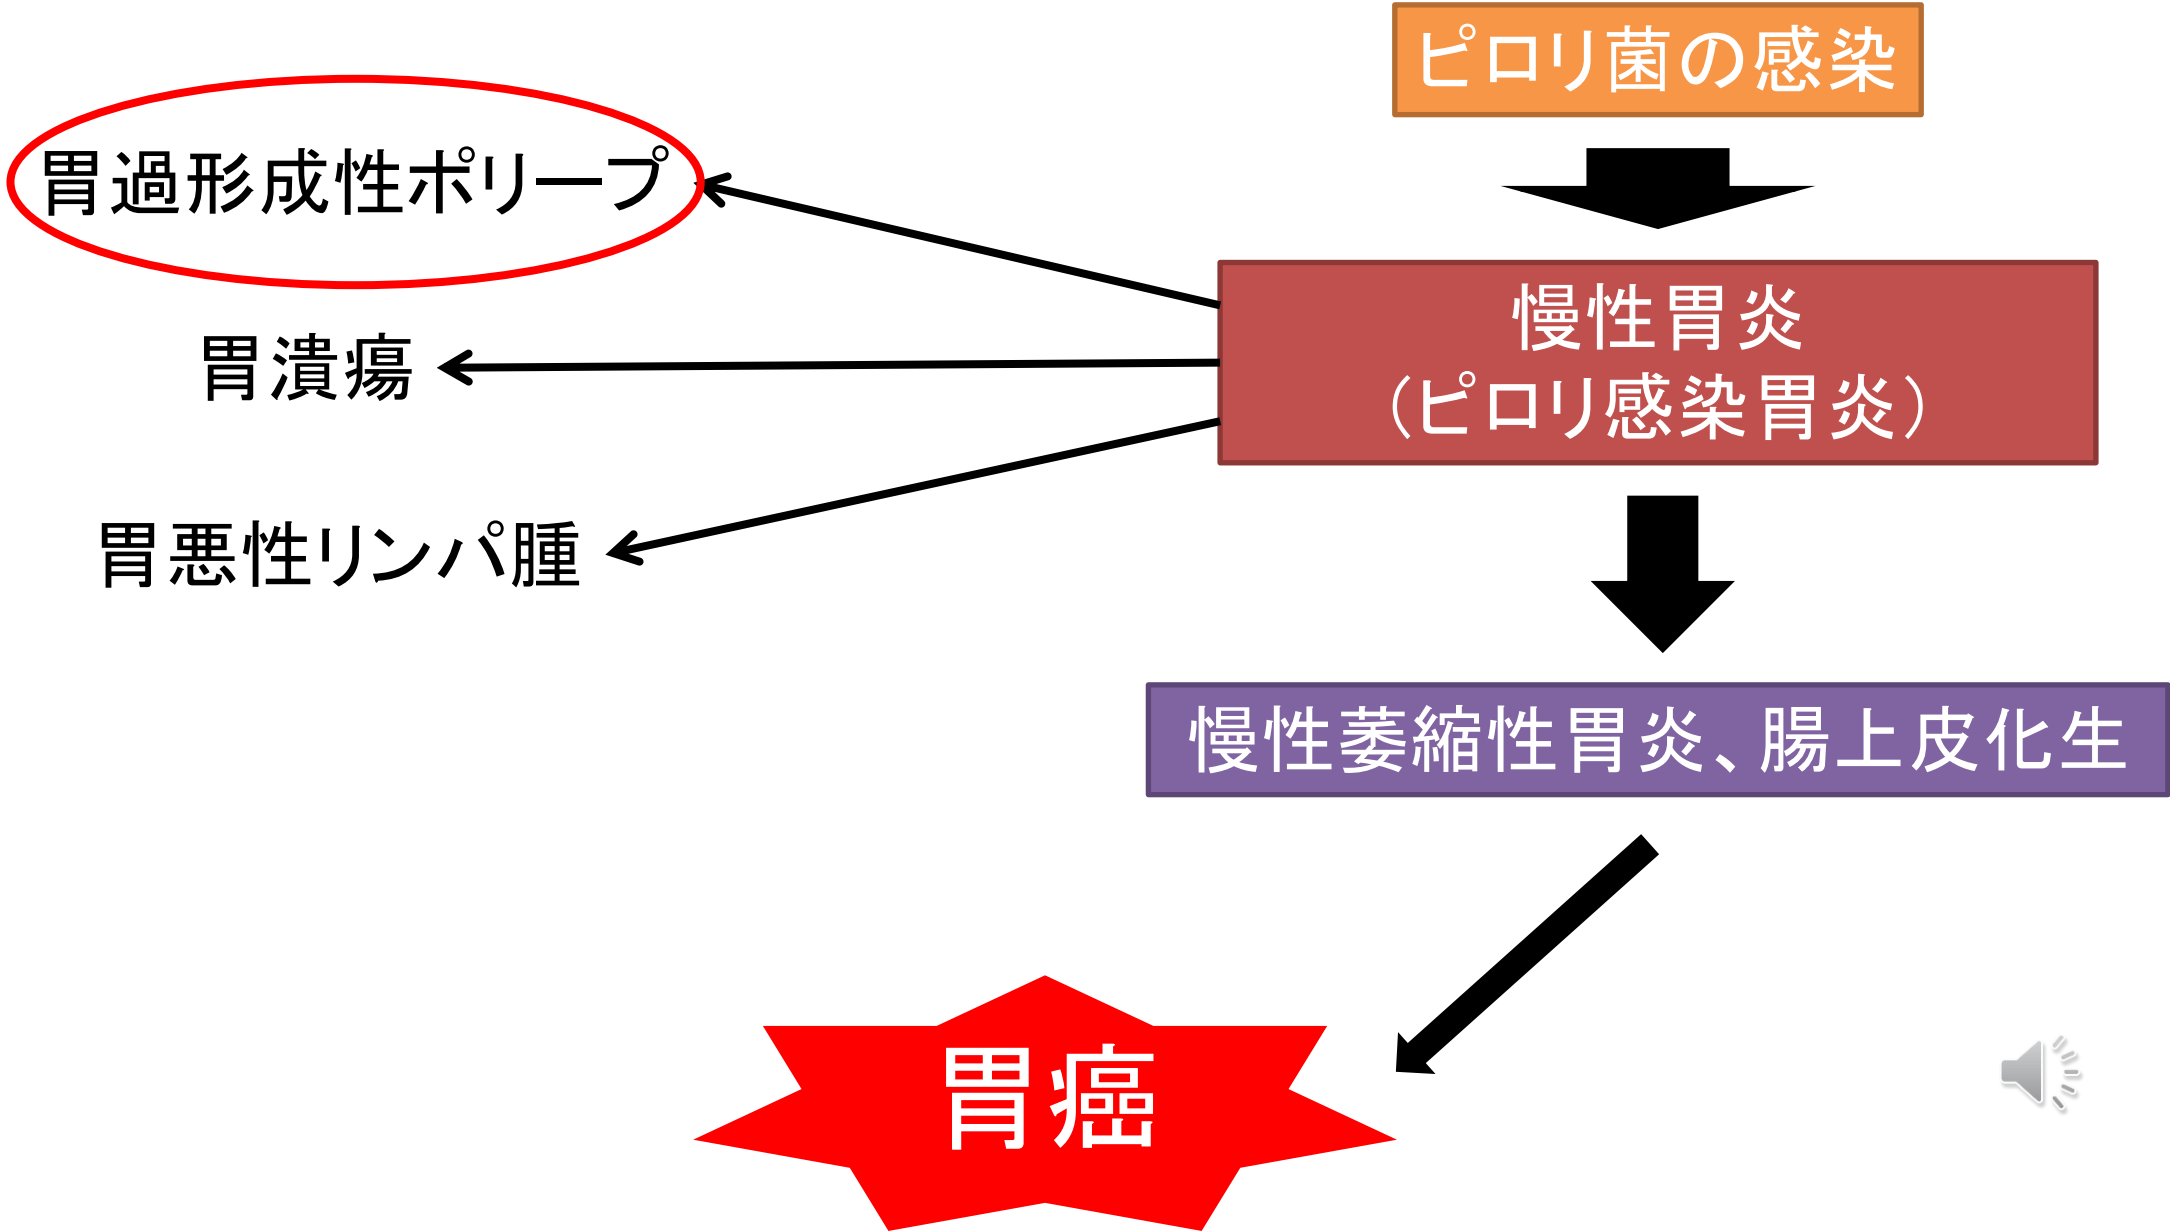 ピロリ菌の感染
胃過形成性ポリープ
慢性胃炎
（ピロリ感染胃炎）
胃潰瘍
胃悪性リンパ腫
慢性萎縮性胃炎、腸上皮化生
胃癌